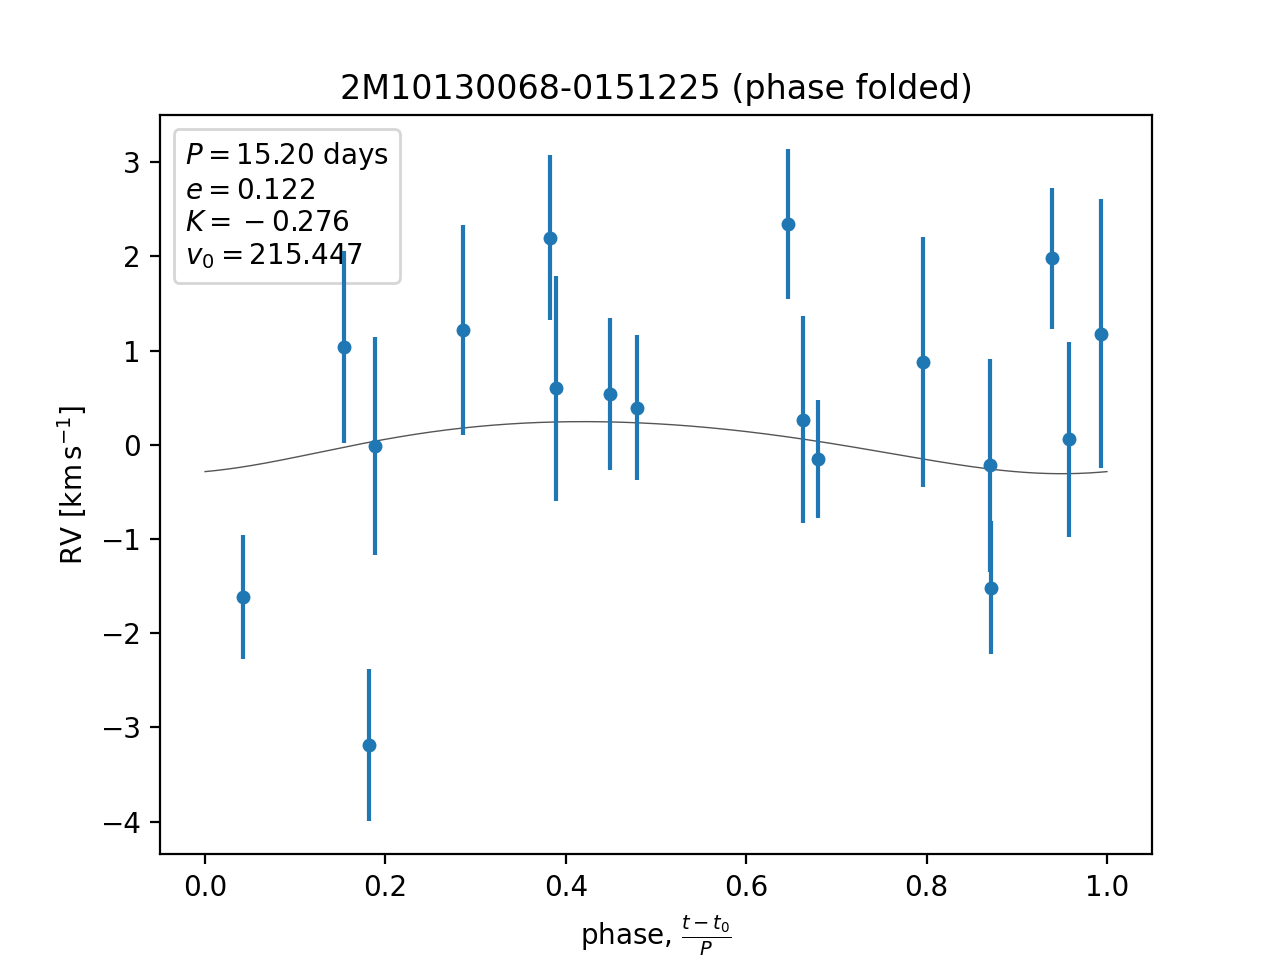 2M10130068-0151225 (phase folded)
P = 15.20 days
e = 0.122
K = −0.276
v₀ = 215.447
3
2
1
0
−1
−2
−3
−4
RV [km s⁻¹]
0.0 0.2 0.4 0.6 0.8 1.0
phase, (t − t₀)/P